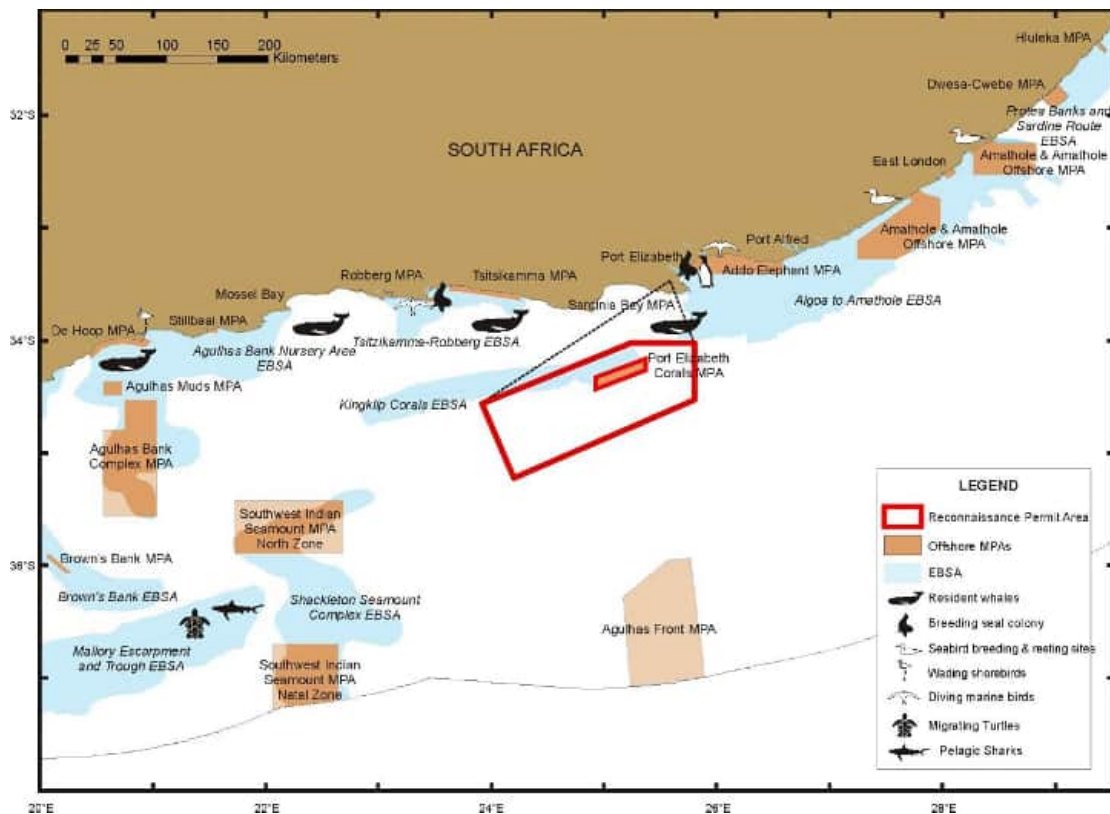 0 25 50 100 150 200
Kilometers
Hluleka MPA
Dwesa-Cwebe MPA
32°S
Protea Banks and
Sardine Route
EBSA
SOUTH AFRICA
East London
Amathole & Amathole
Offshore MPA
Amathole & Amathole
Offshore MPA
Port Alfred
Port Elizabeth
Addo Elephant MPA
Robberg MPA
Tsitsikamma MPA
Sardinia Bay MPA
Algoa to Amathole EBSA
Mossel Bay
Stillbaai MPA
De Hoop MPA
34°S
Agulhas Bank Nursery Area
EBSA
Tsitzikamma-Robberg EBSA
Port Elizabeth
Corals MPA
Agulhas Muds MPA
Kingklip Corals EBSA
Agulhas Bank
Complex MPA
Southwest Indian
Seamount MPA
North Zone
36°S
Brown's Bank MPA
Brown's Bank EBSA
Shackleton Seamount
Complex EBSA
Mallory Escarpment
and Trough EBSA
Southwest Indian
Seamount MPA
Natal Zone
Agulhas Front MPA
LEGEND
Reconnaissance Permit Area
Offshore MPAs
EBSA
Resident whales
Breeding seal colony
Seabird breeding & resting sites
Wading shorebirds
Diving marine birds
Migrating Turtles
Pelagic Sharks
20°E 22°E 24°E 26°E 28°E